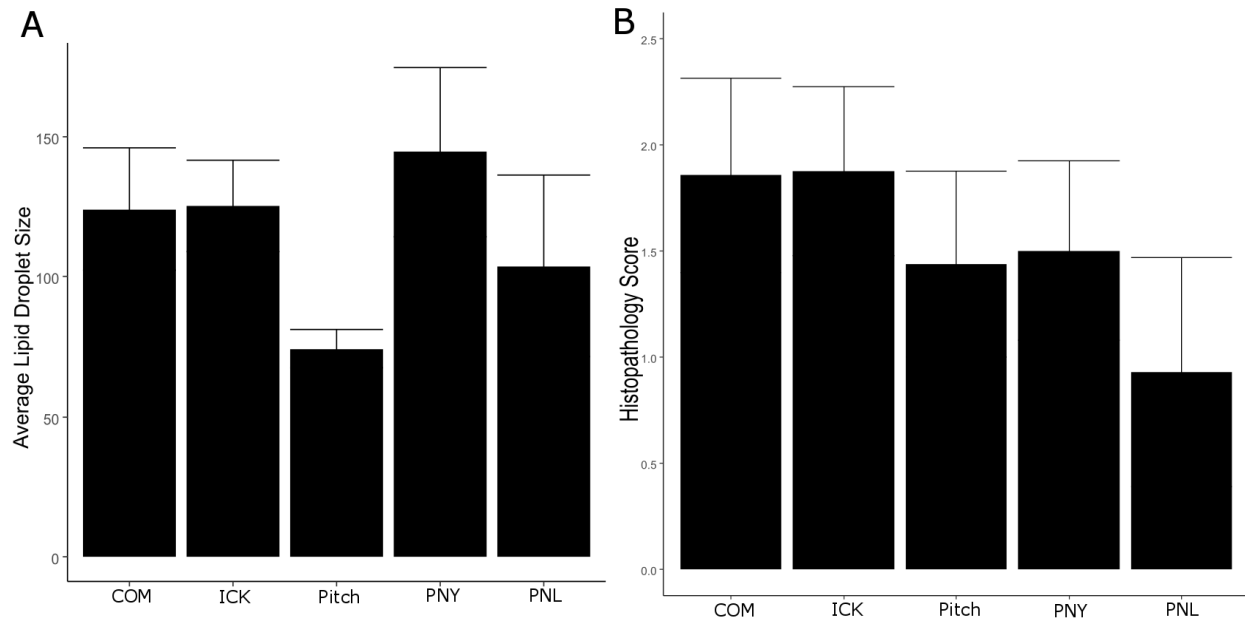 A
Average Lipid Droplet Size
150
100
50
0
COM ICK Pitch PNY PNL
B
Histopathology Score
2.5
2.0
1.5
1.0
0.5
0.0
COM ICK Pitch PNY PNL